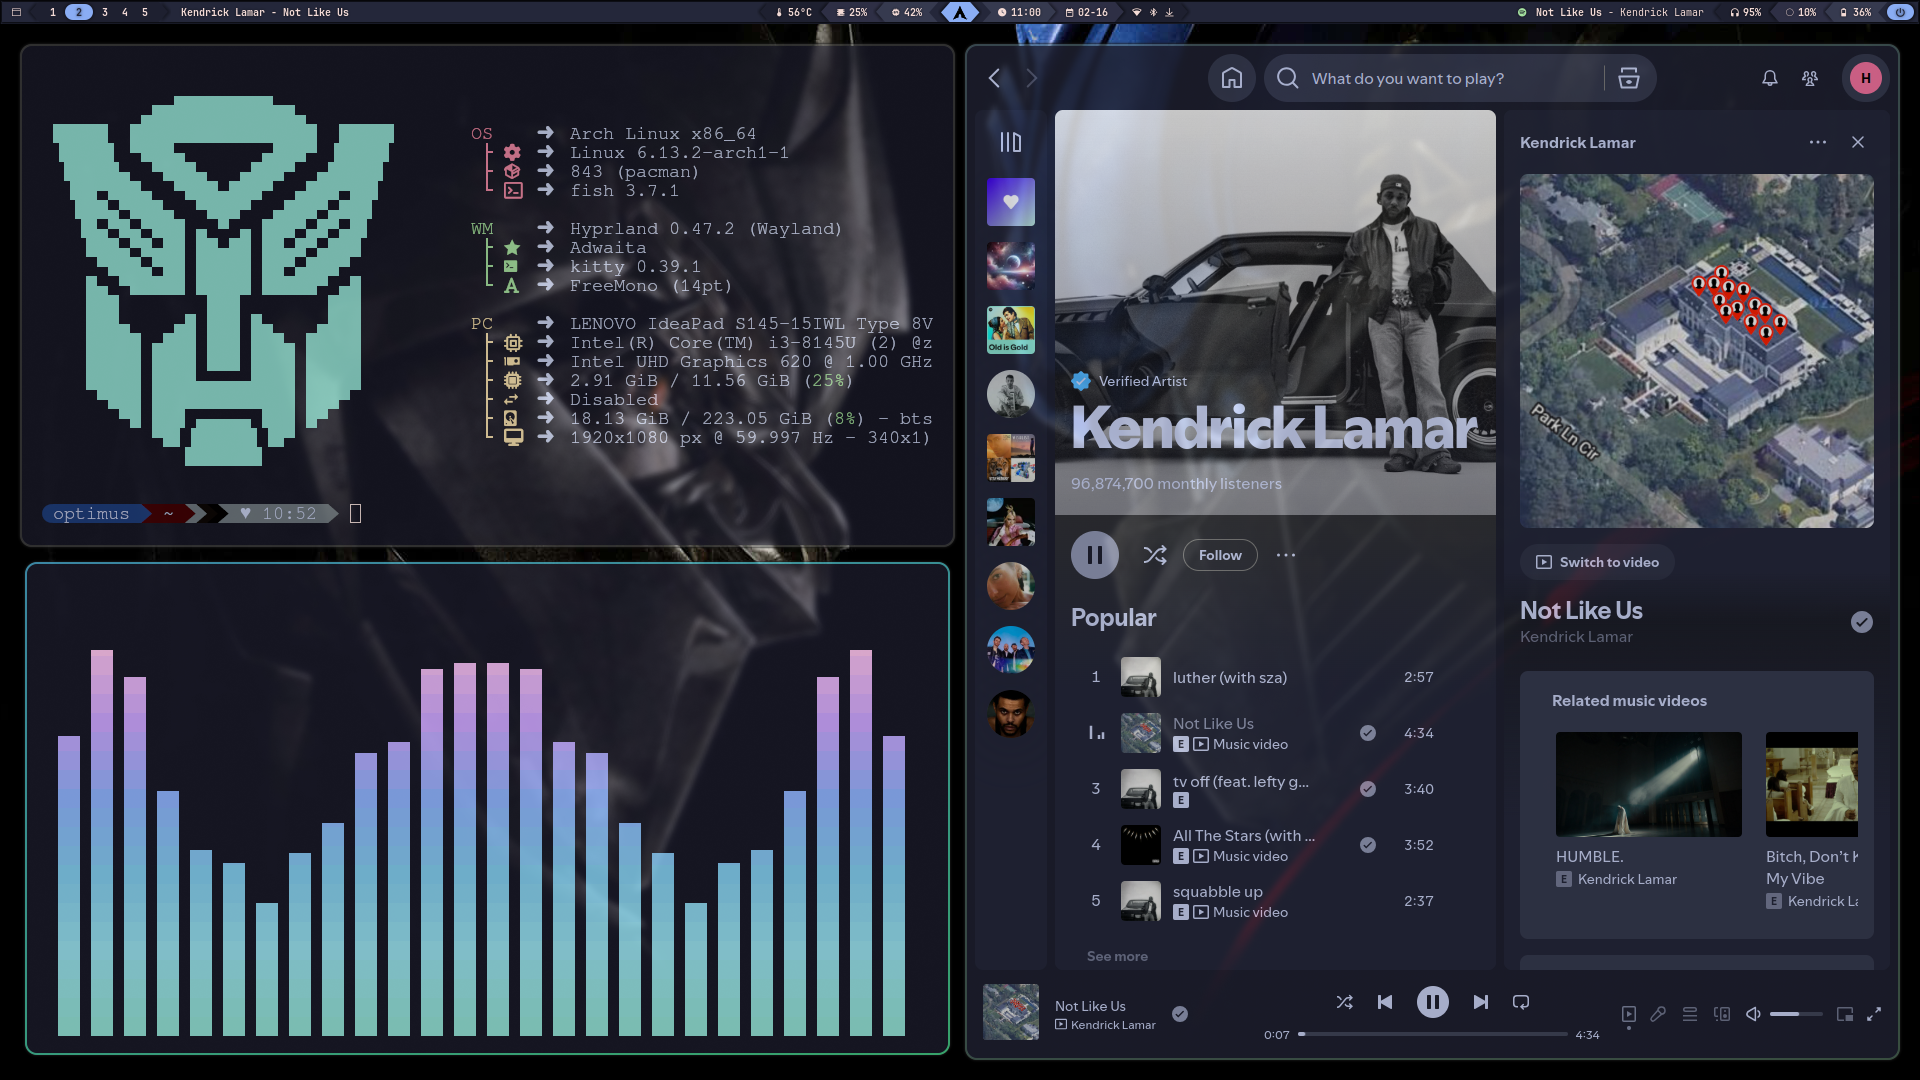 1 2 3 4 5 Kendrick Lamar - Not Like Us
56°C 25% 42% 11:00 02-16
Not Like Us - Kendrick Lamar 95% 10% 36%
OS Arch Linux x86_64
Linux 6.13.2-arch1-1
843 (pacman)
fish 3.7.1
WM Hyprland 0.47.2 (Wayland)
Adwaita
kitty 0.39.1
FreeMono (14pt)
PC LENOVO IdeaPad S145-15IWL Type 8V
Intel(R) Core(TM) i3-8145U (2) @z
Intel UHD Graphics 620 @ 1.00 GHz
2.91 GiB / 11.56 GiB (25%)
Disabled
18.13 GiB / 223.05 GiB (8%) - bts
1920x1080 px @ 59.997 Hz - 340x1)
optimus ~ ♥ 10:52
What do you want to play?
H
Old is Gold
Verified Artist
Kendrick Lamar
96,874,700 monthly listeners
Follow
Popular
1 luther (with sza) 2:57
Not Like Us
E Music video 4:34
3 tv off (feat. lefty g... 3:40
E
4 All The Stars (with ... 3:52
E Music video
5 squabble up 2:37
E Music video
See more
Kendrick Lamar
Park Ln Cir
Switch to video
Not Like Us
Kendrick Lamar
Related music videos
HUMBLE.
E Kendrick Lamar
Bitch, Don't K
My Vibe
E Kendrick La
Not Like Us
Kendrick Lamar
0:07 4:34